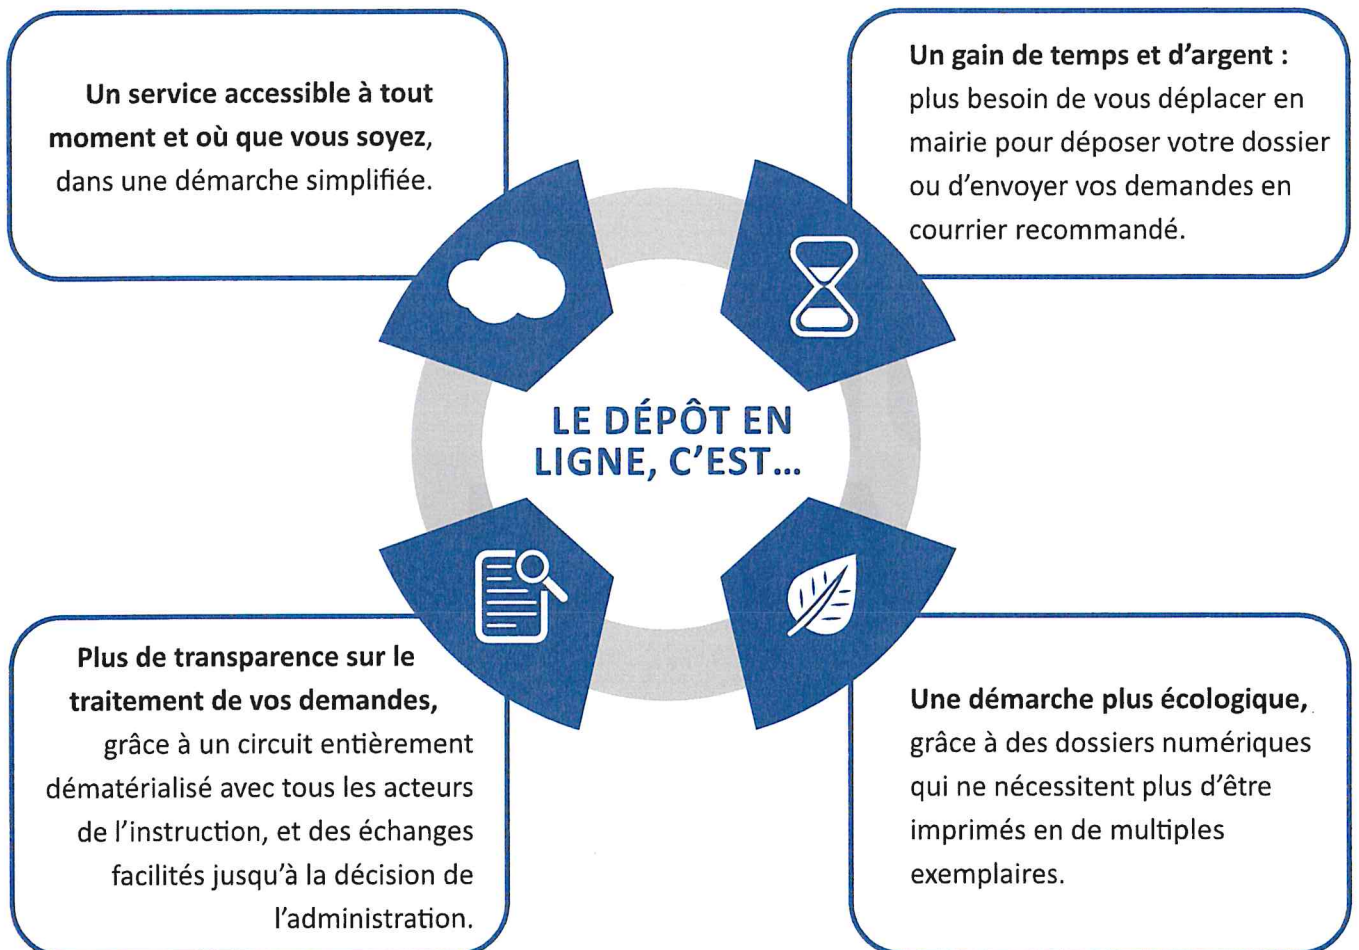 Un service accessible à tout
moment et où que vous soyez,
dans une démarche simplifiée.
Un gain de temps et d'argent :
plus besoin de vous déplacer en
mairie pour déposer votre dossier
ou d'envoyer vos demandes en
courrier recommandé.
LE DÉPÔT EN
LIGNE, C'EST...
Plus de transparence sur le
traitement de vos demandes,
grâce à un circuit entièrement
dématérialisé avec tous les acteurs
de l'instruction, et des échanges
facilités jusqu'à la décision de
l'administration.
Une démarche plus écologique,
grâce à des dossiers numériques
qui ne nécessitent plus d'être
imprimés en de multiples
exemplaires.